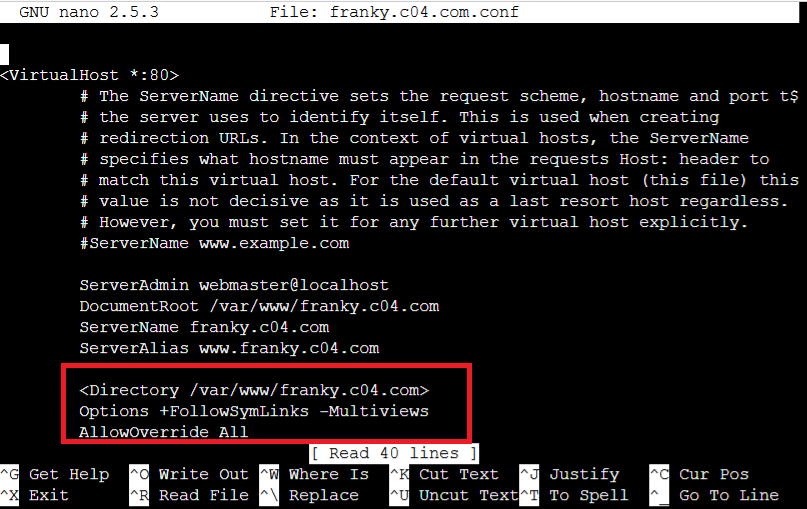 GNU nano 2.5.3 File: franky.c04.com.conf
<VirtualHost *:80>
# The ServerName directive sets the request scheme, hostname and port t$
# the server uses to identify itself. This is used when creating
# redirection URLs. In the context of virtual hosts, the ServerName
# specifies what hostname must appear in the requests Host: header to
# match this virtual host. For the default virtual host (this file) this
# value is not decisive as it is used as a last resort host regardless.
# However, you must set it for any further virtual host explicitly.
#ServerName www.example.com
ServerAdmin webmaster@localhost
DocumentRoot /var/www/franky.c04.com
ServerName franky.c04.com
ServerAlias www.franky.c04.com
<Directory /var/www/franky.c04.com>
Options +FollowSymLinks -Multiviews
AllowOverride All
[ Read 40 lines ]
^G Get Help ^O Write Out ^W Where Is ^K Cut Text ^J Justify ^C Cur Pos
^X Exit ^R Read File ^\ Replace ^U Uncut Text ^T To Spell ^_ Go To Line